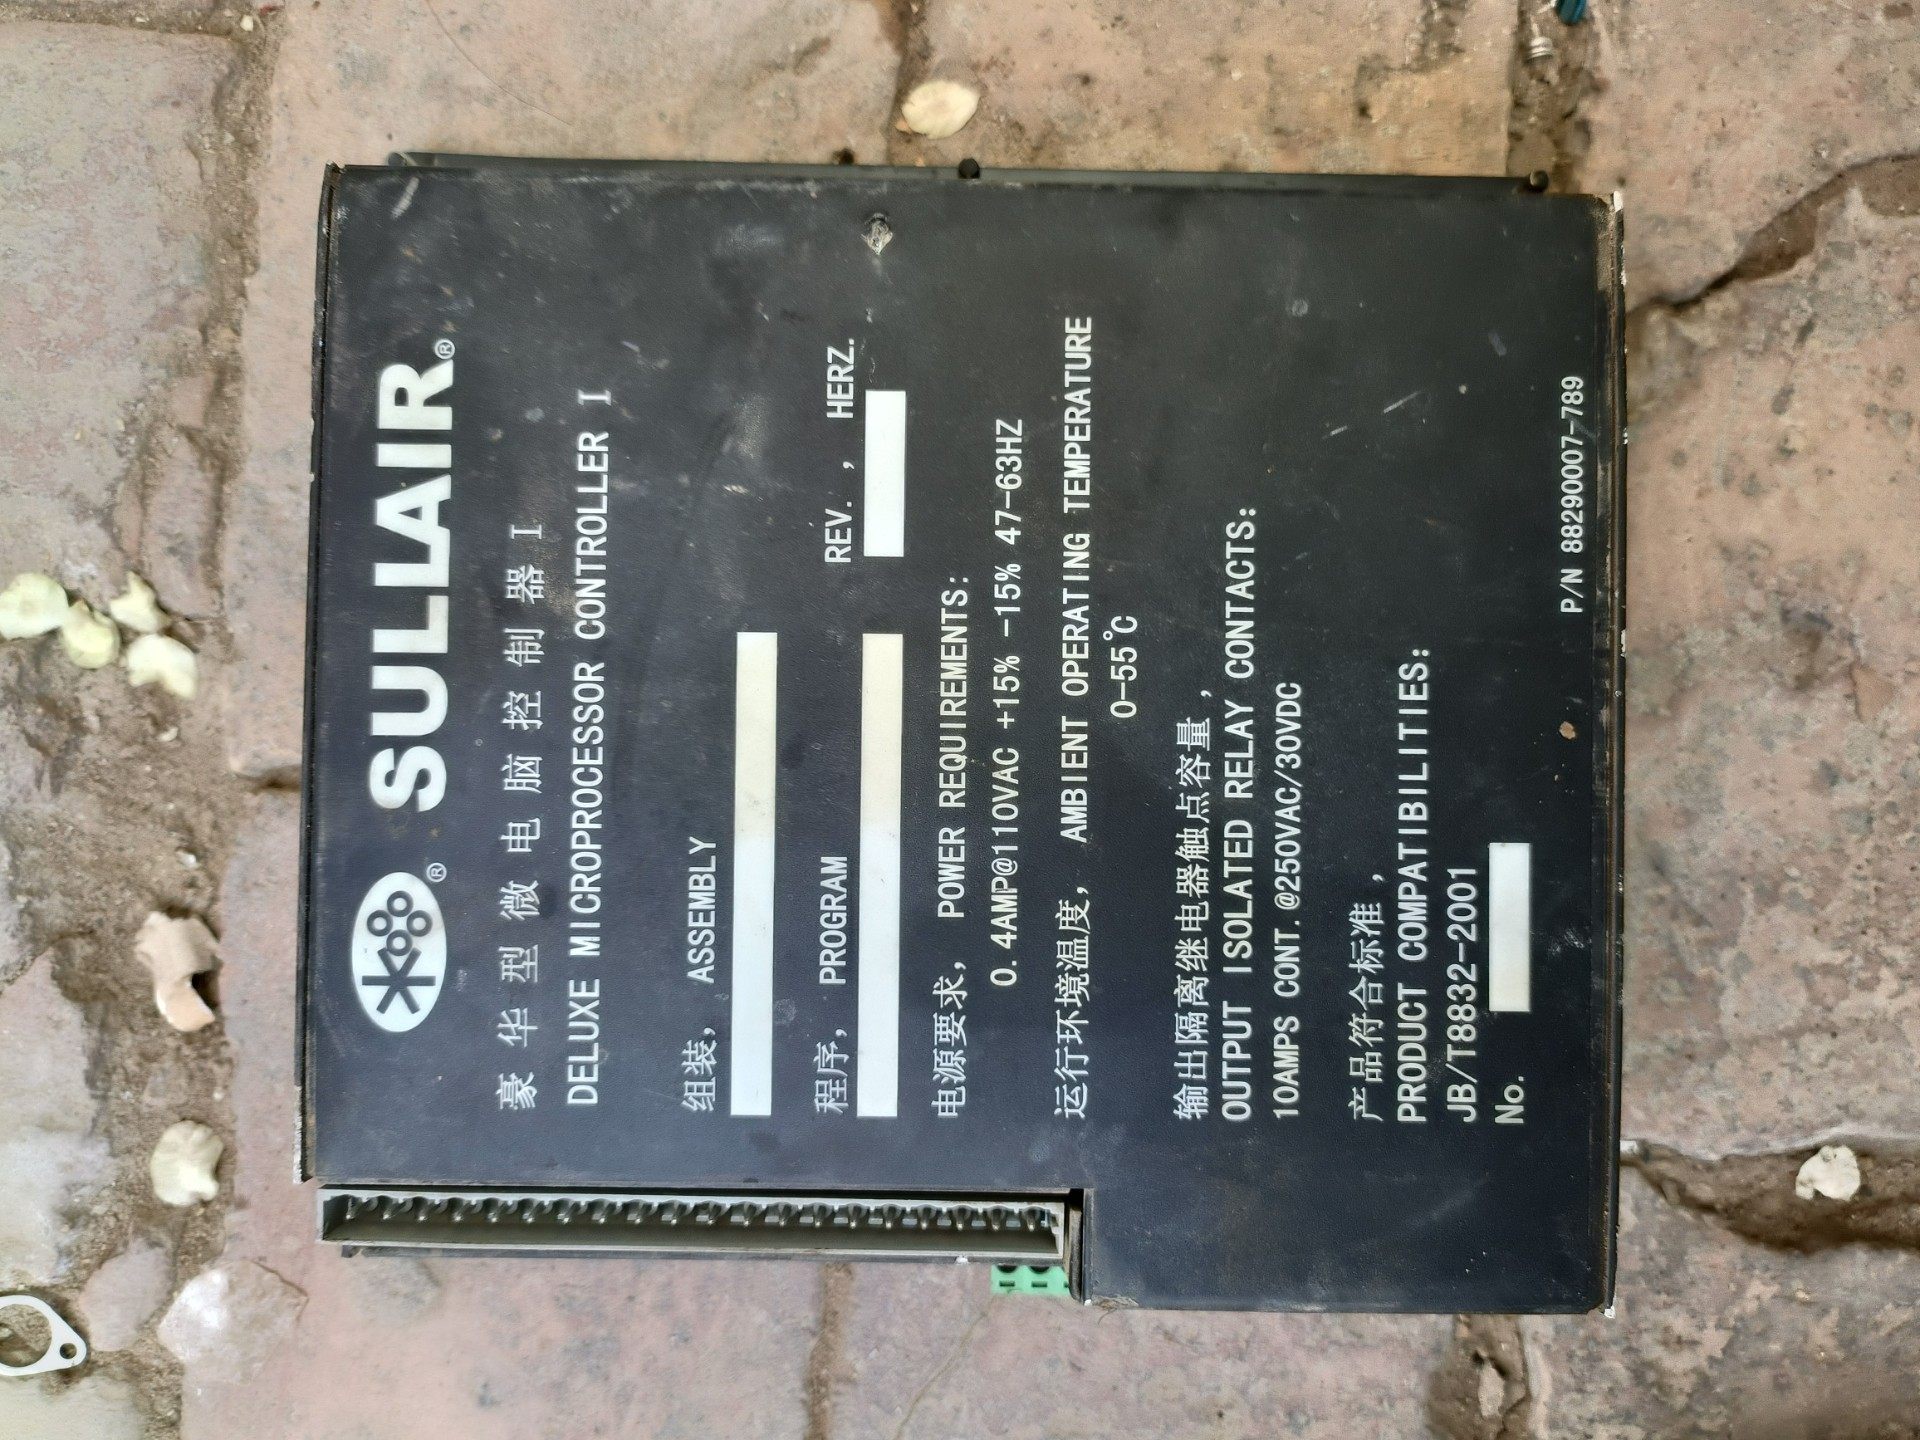 SULLAIR®
豪华型微电脑控制器 I
DELUXE MICROPROCESSOR CONTROLLER I
组装，ASSEMBLY
程序，PROGRAM REV.， HERZ.
电源要求，POWER REQUIREMENTS:
0.4AMP@110VAC +15% -15% 47-63HZ
运行环境温度，AMBIENT OPERATING TEMPERATURE
0-55℃
输出隔离继电器触点容量，
OUTPUT ISOLATED RELAY CONTACTS:
10AMPS CONT.@250VAC/30VDC
产品符合标准，
PRODUCT COMPATIBILITIES:
JB/T8832-2001
No.
P/N 88290007-789